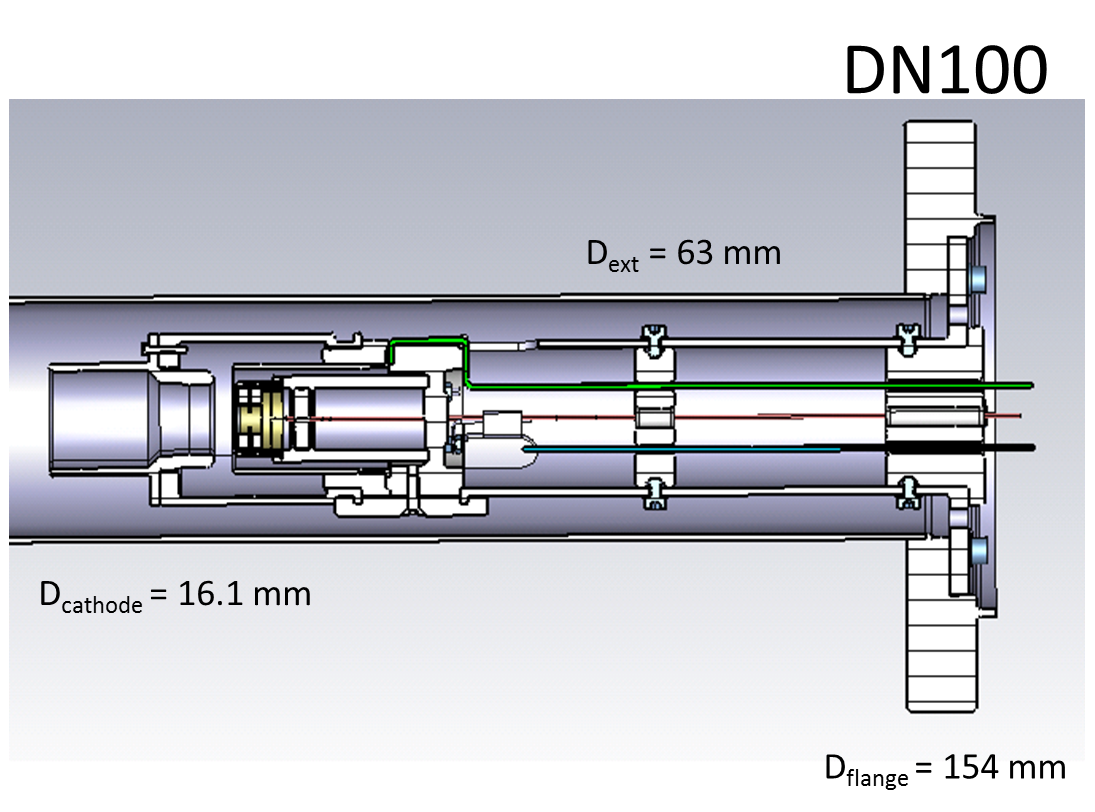 DN100
Dext = 63 mm
Dcathode = 16.1 mm
Dflange = 154 mm